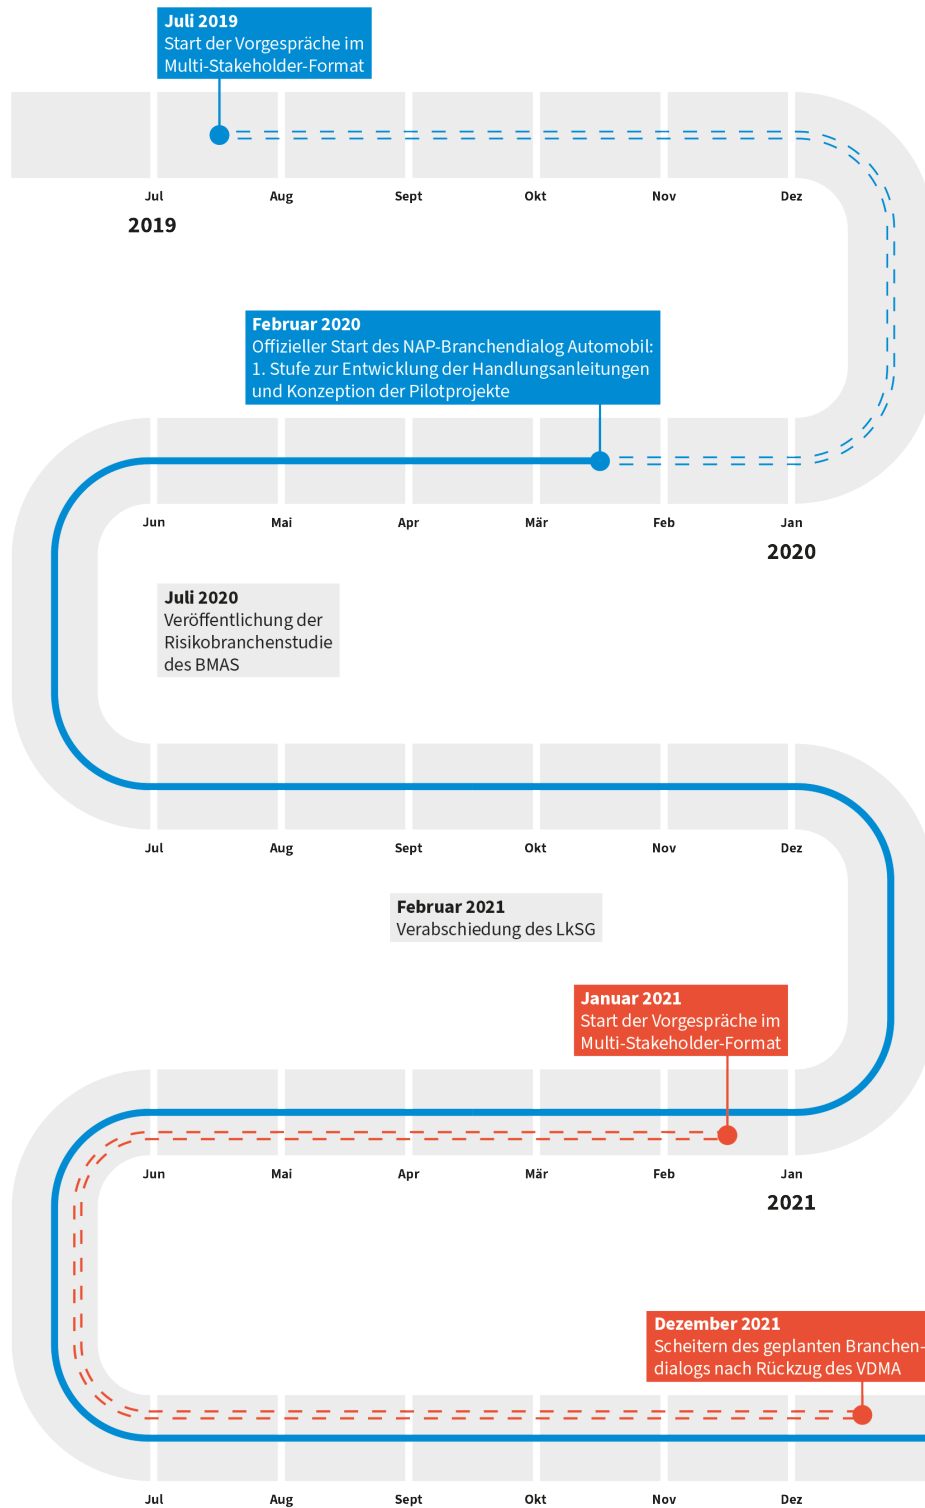 Juli 2019
Start der Vorgespräche im
Multi-Stakeholder-Format
Jul Aug Sept Okt Nov Dez
2019
Februar 2020
Offizieller Start des NAP-Branchendialog Automobil:
1. Stufe zur Entwicklung der Handlungsanleitungen
und Konzeption der Pilotprojekte
Jun Mai Apr Mär Feb Jan
2020
Juli 2020
Veröffentlichung der
Risikobranchenstudie
des BMAS
Jul Aug Sept Okt Nov Dez
Februar 2021
Verabschiedung des LkSG
Januar 2021
Start der Vorgespräche im
Multi-Stakeholder-Format
Jun Mai Apr Mär Feb Jan
2021
Dezember 2021
Scheitern des geplanten Branchen-
dialogs nach Rückzug des VDMA
Jul Aug Sept Okt Nov Dez